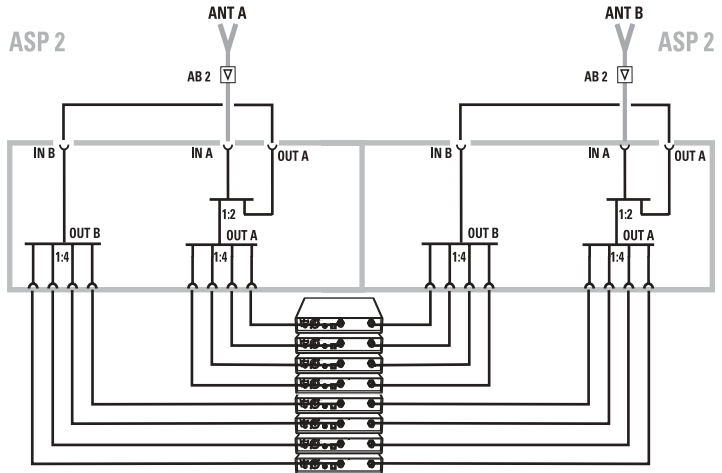 ANT A
ANT B
ASP 2
ASP 2
AB 2
AB 2
IN B
IN A
OUT A
IN B
IN A
OUT A
1:2
1:2
OUT B
OUT A
OUT B
OUT A
1:4
1:4
1:4
1:4